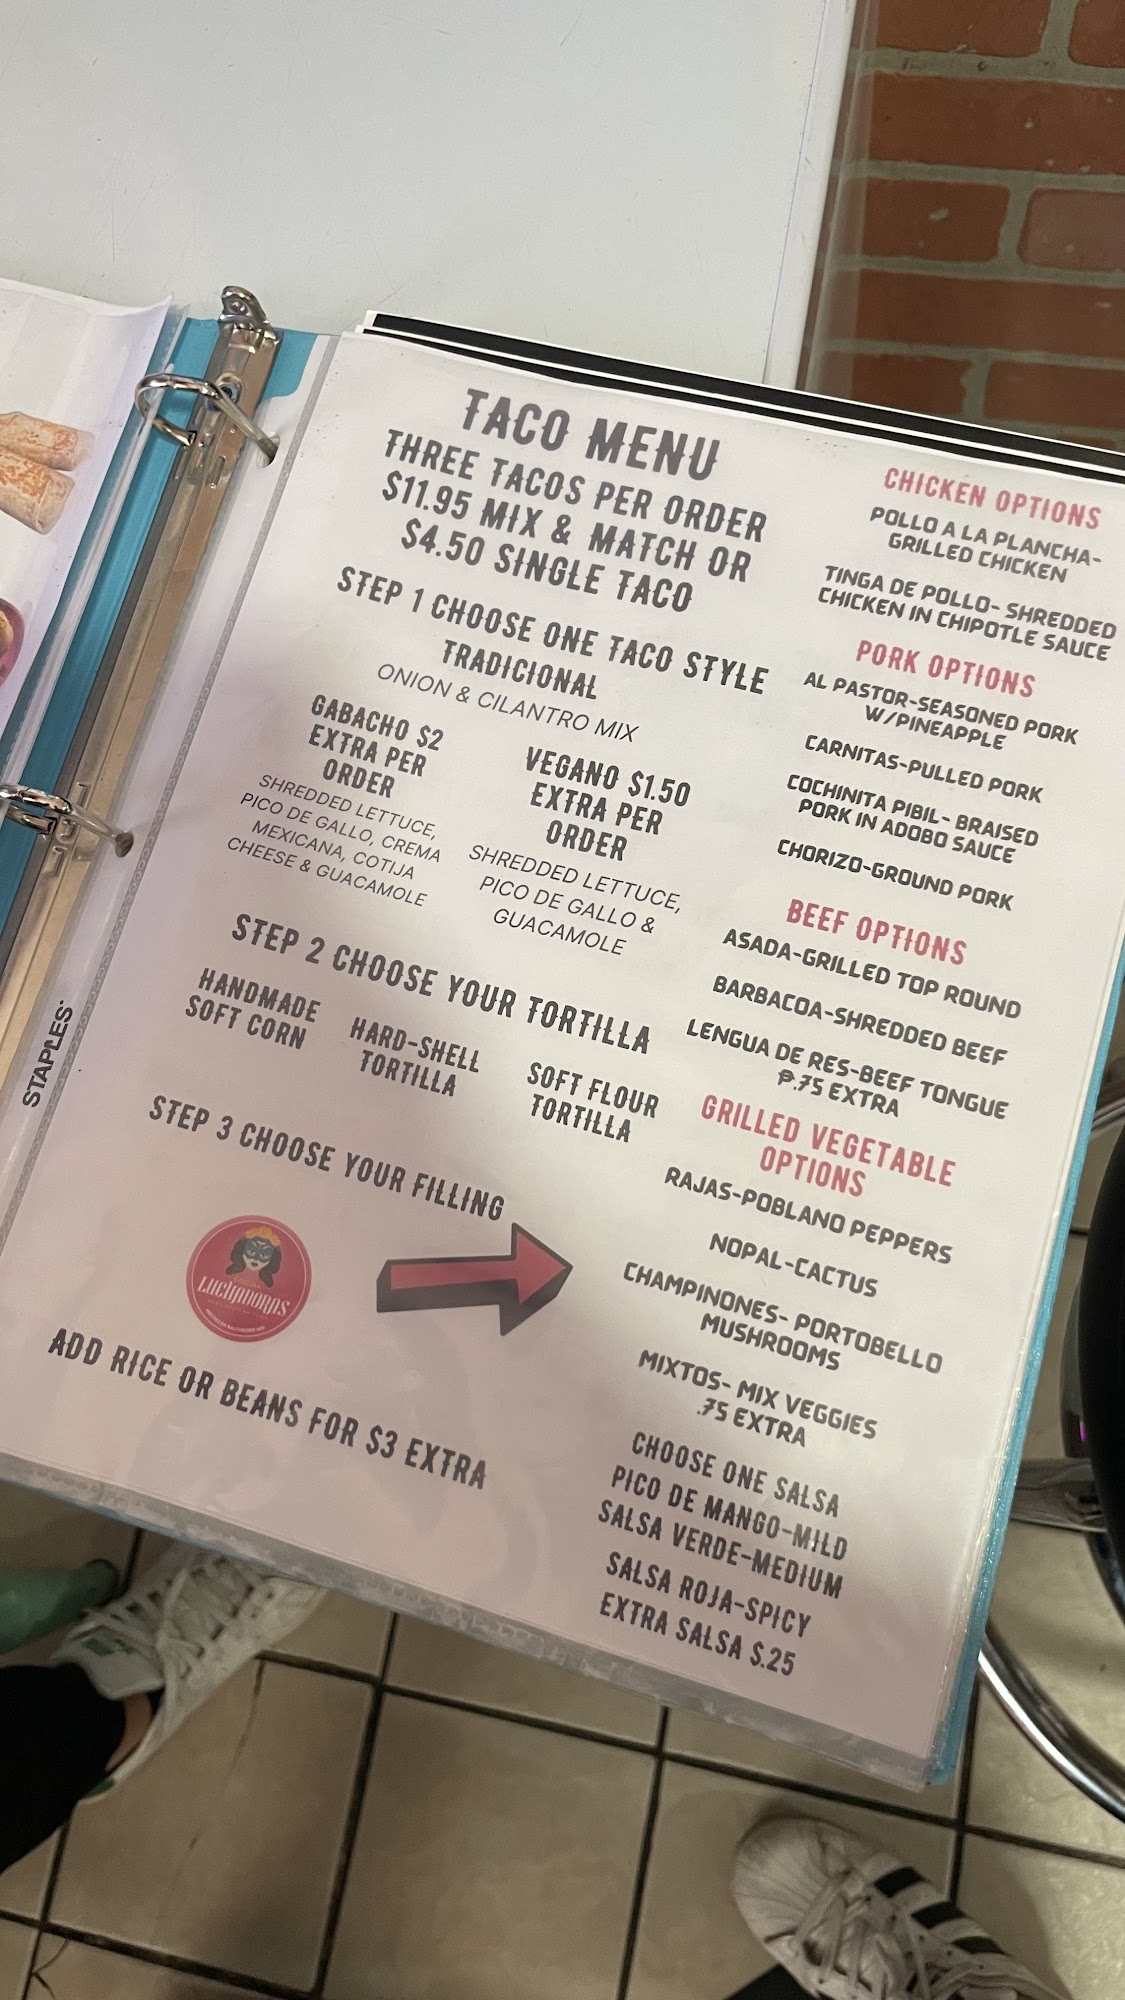 TACO MENU
THREE TACOS PER ORDER
$11.95 MIX & MATCH OR
$4.50 SINGLE TACO
STEP 1 CHOOSE ONE TACO STYLE
TRADICIONAL
ONION & CILANTRO MIX
GABACHO $2
EXTRA PER
ORDER
SHREDDED LETTUCE,
PICO DE GALLO, CREMA
MEXICANA, COTIJA
CHEESE & GUACAMOLE
VEGANO $1.50
EXTRA PER
ORDER
SHREDDED LETTUCE,
PICO DE GALLO &
GUACAMOLE
STEP 2 CHOOSE YOUR TORTILLA
HANDMADE
SOFT CORN
HARD-SHELL
TORTILLA
SOFT FLOUR
TORTILLA
STEP 3 CHOOSE YOUR FILLING
LUCHADORAS
ADD RICE OR BEANS FOR $3 EXTRA
CHICKEN OPTIONS
POLLO A LA PLANCHA-
GRILLED CHICKEN
TINGA DE POLLO- SHREDDED
CHICKEN IN CHIPOTLE SAUCE
PORK OPTIONS
AL PASTOR-SEASONED PORK
W/PINEAPPLE
CARNITAS-PULLED PORK
COCHINITA PIBIL- BRAISED
PORK IN ADOBO SAUCE
CHORIZO-GROUND PORK
BEEF OPTIONS
ASADA-GRILLED TOP ROUND
BARBACOA-SHREDDED BEEF
LENGUA DE RES-BEEF TONGUE
₱.75 EXTRA
GRILLED VEGETABLE
OPTIONS
RAJAS-POBLANO PEPPERS
NOPAL-CACTUS
CHAMPINONES- PORTOBELLO
MUSHROOMS
MIXTOS- MIX VEGGIES
.75 EXTRA
CHOOSE ONE SALSA
PICO DE MANGO-MILD
SALSA VERDE-MEDIUM
SALSA ROJA-SPICY
EXTRA SALSA $.25
STAPLES